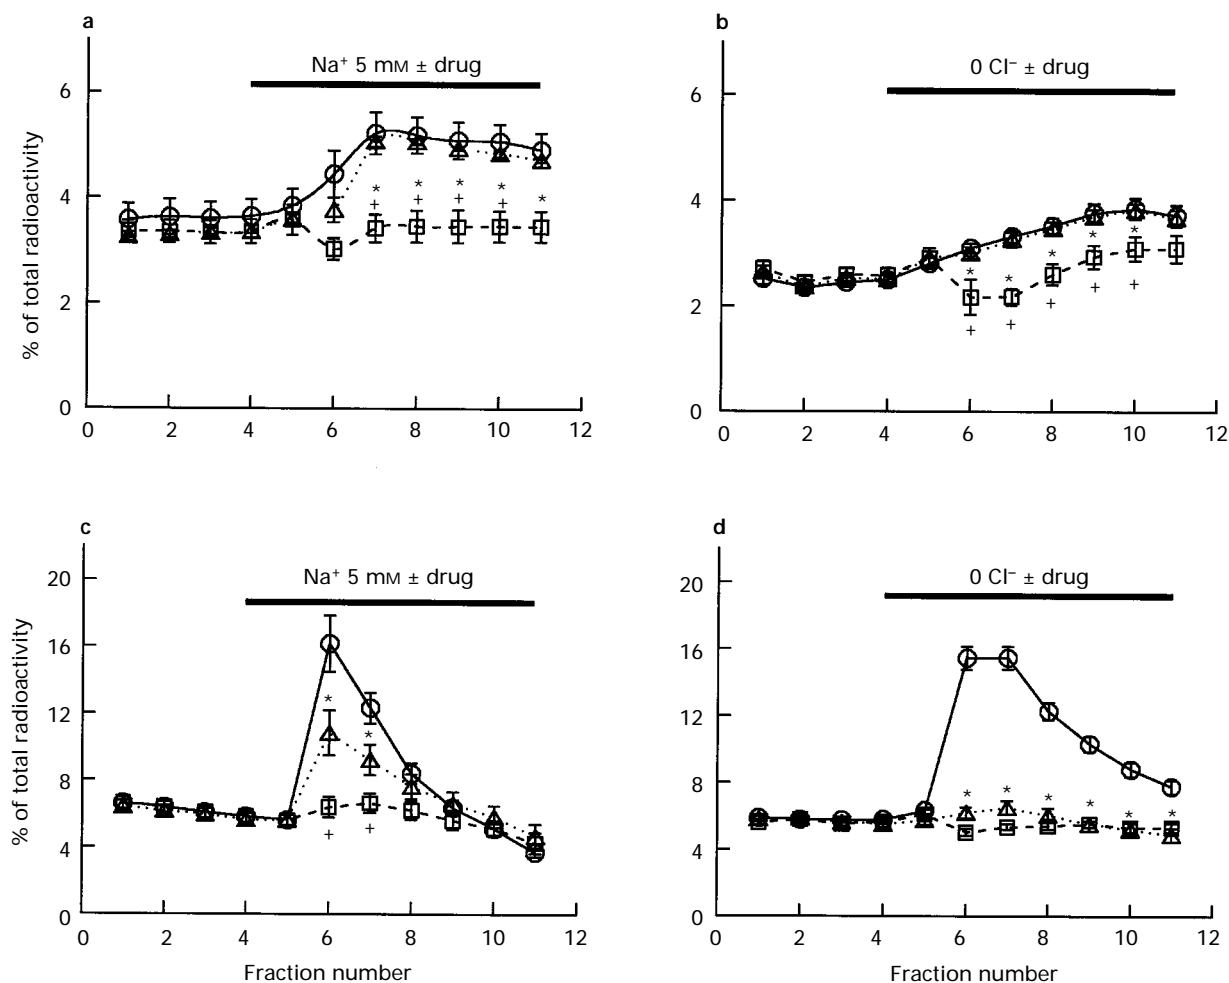 a
Na⁺ 5 mM ± drug
6
4
2
0
% of total radioactivity
* * * * *
+ + + +
0 2 4 6 8 10 12
b
0 Cl⁻ ± drug
6
4
2
0
* * * * *
+ + + + +
0 2 4 6 8 10 12
c
Na⁺ 5 mM ± drug
20
16
12
8
4
0
% of total radioactivity
* *
+ +
0 2 4 6 8 10 12
Fraction number
d
0 Cl⁻ ± drug
20
16
12
8
4
0
* * * * * *
0 2 4 6 8 10 12
Fraction number